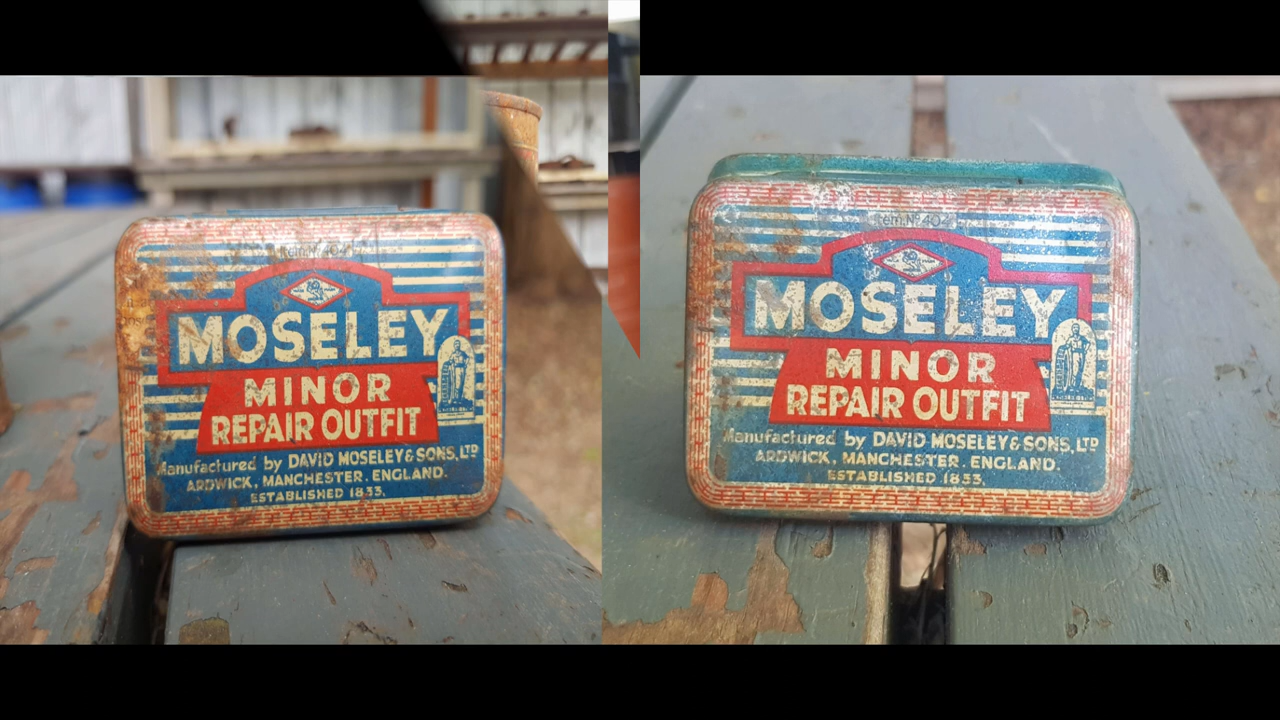 Item Nº 404
MOSELEY
MINOR
REPAIR OUTFIT
Manufactured by DAVID MOSELEY & SONS, LTD
ARDWICK, MANCHESTER. ENGLAND.
ESTABLISHED 1833.
Item Nº 404
MOSELEY
MINOR
REPAIR OUTFIT
Manufactured by DAVID MOSELEY & SONS, LTD
ARDWICK, MANCHESTER. ENGLAND.
ESTABLISHED 1833.